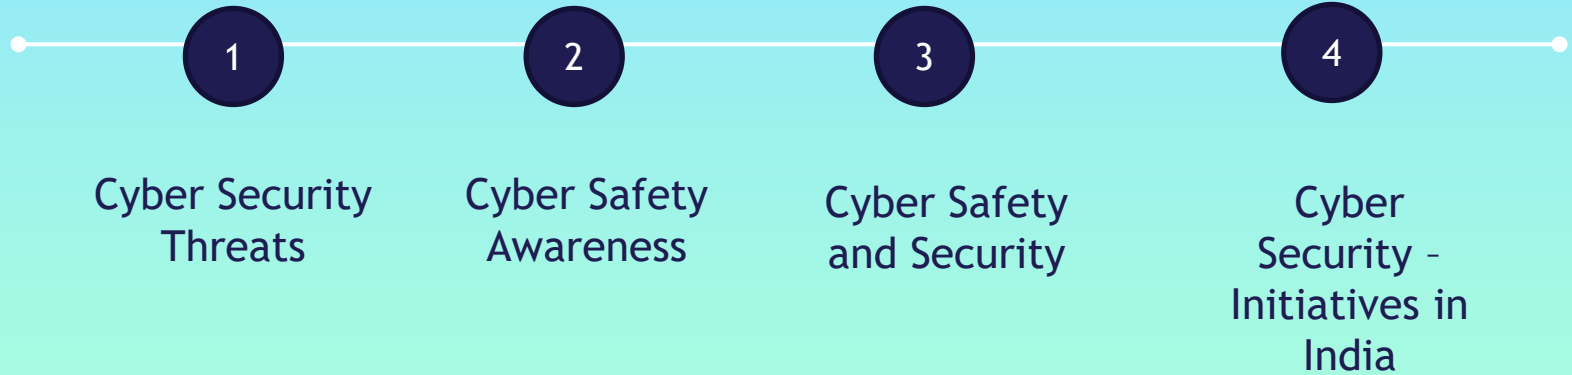 1
Cyber Security
Threats
2
Cyber Safety
Awareness
3
Cyber Safety
and Security
4
Cyber
Security –
Initiatives in
India